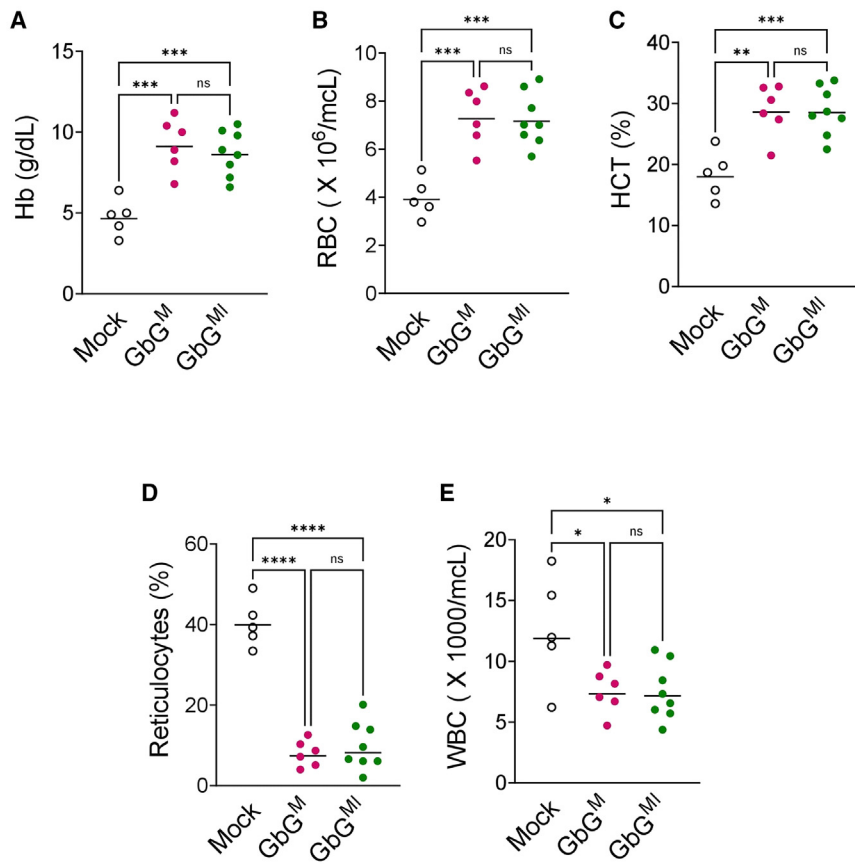 A
Hb (g/dL)
15
10
5
0
***
***
ns
Mock
GbG^M
GbG^MI
B
RBC ( X 10^6/mcL)
10
8
6
4
2
0
***
***
ns
Mock
GbG^M
GbG^MI
C
HCT (%)
40
30
20
10
0
***
**
ns
Mock
GbG^M
GbG^MI
D
Reticulocytes (%)
60
40
20
0
****
****
ns
Mock
GbG^M
GbG^MI
E
WBC ( X 1000/mcL)
20
15
10
5
0
*
*
ns
Mock
GbG^M
GbG^MI